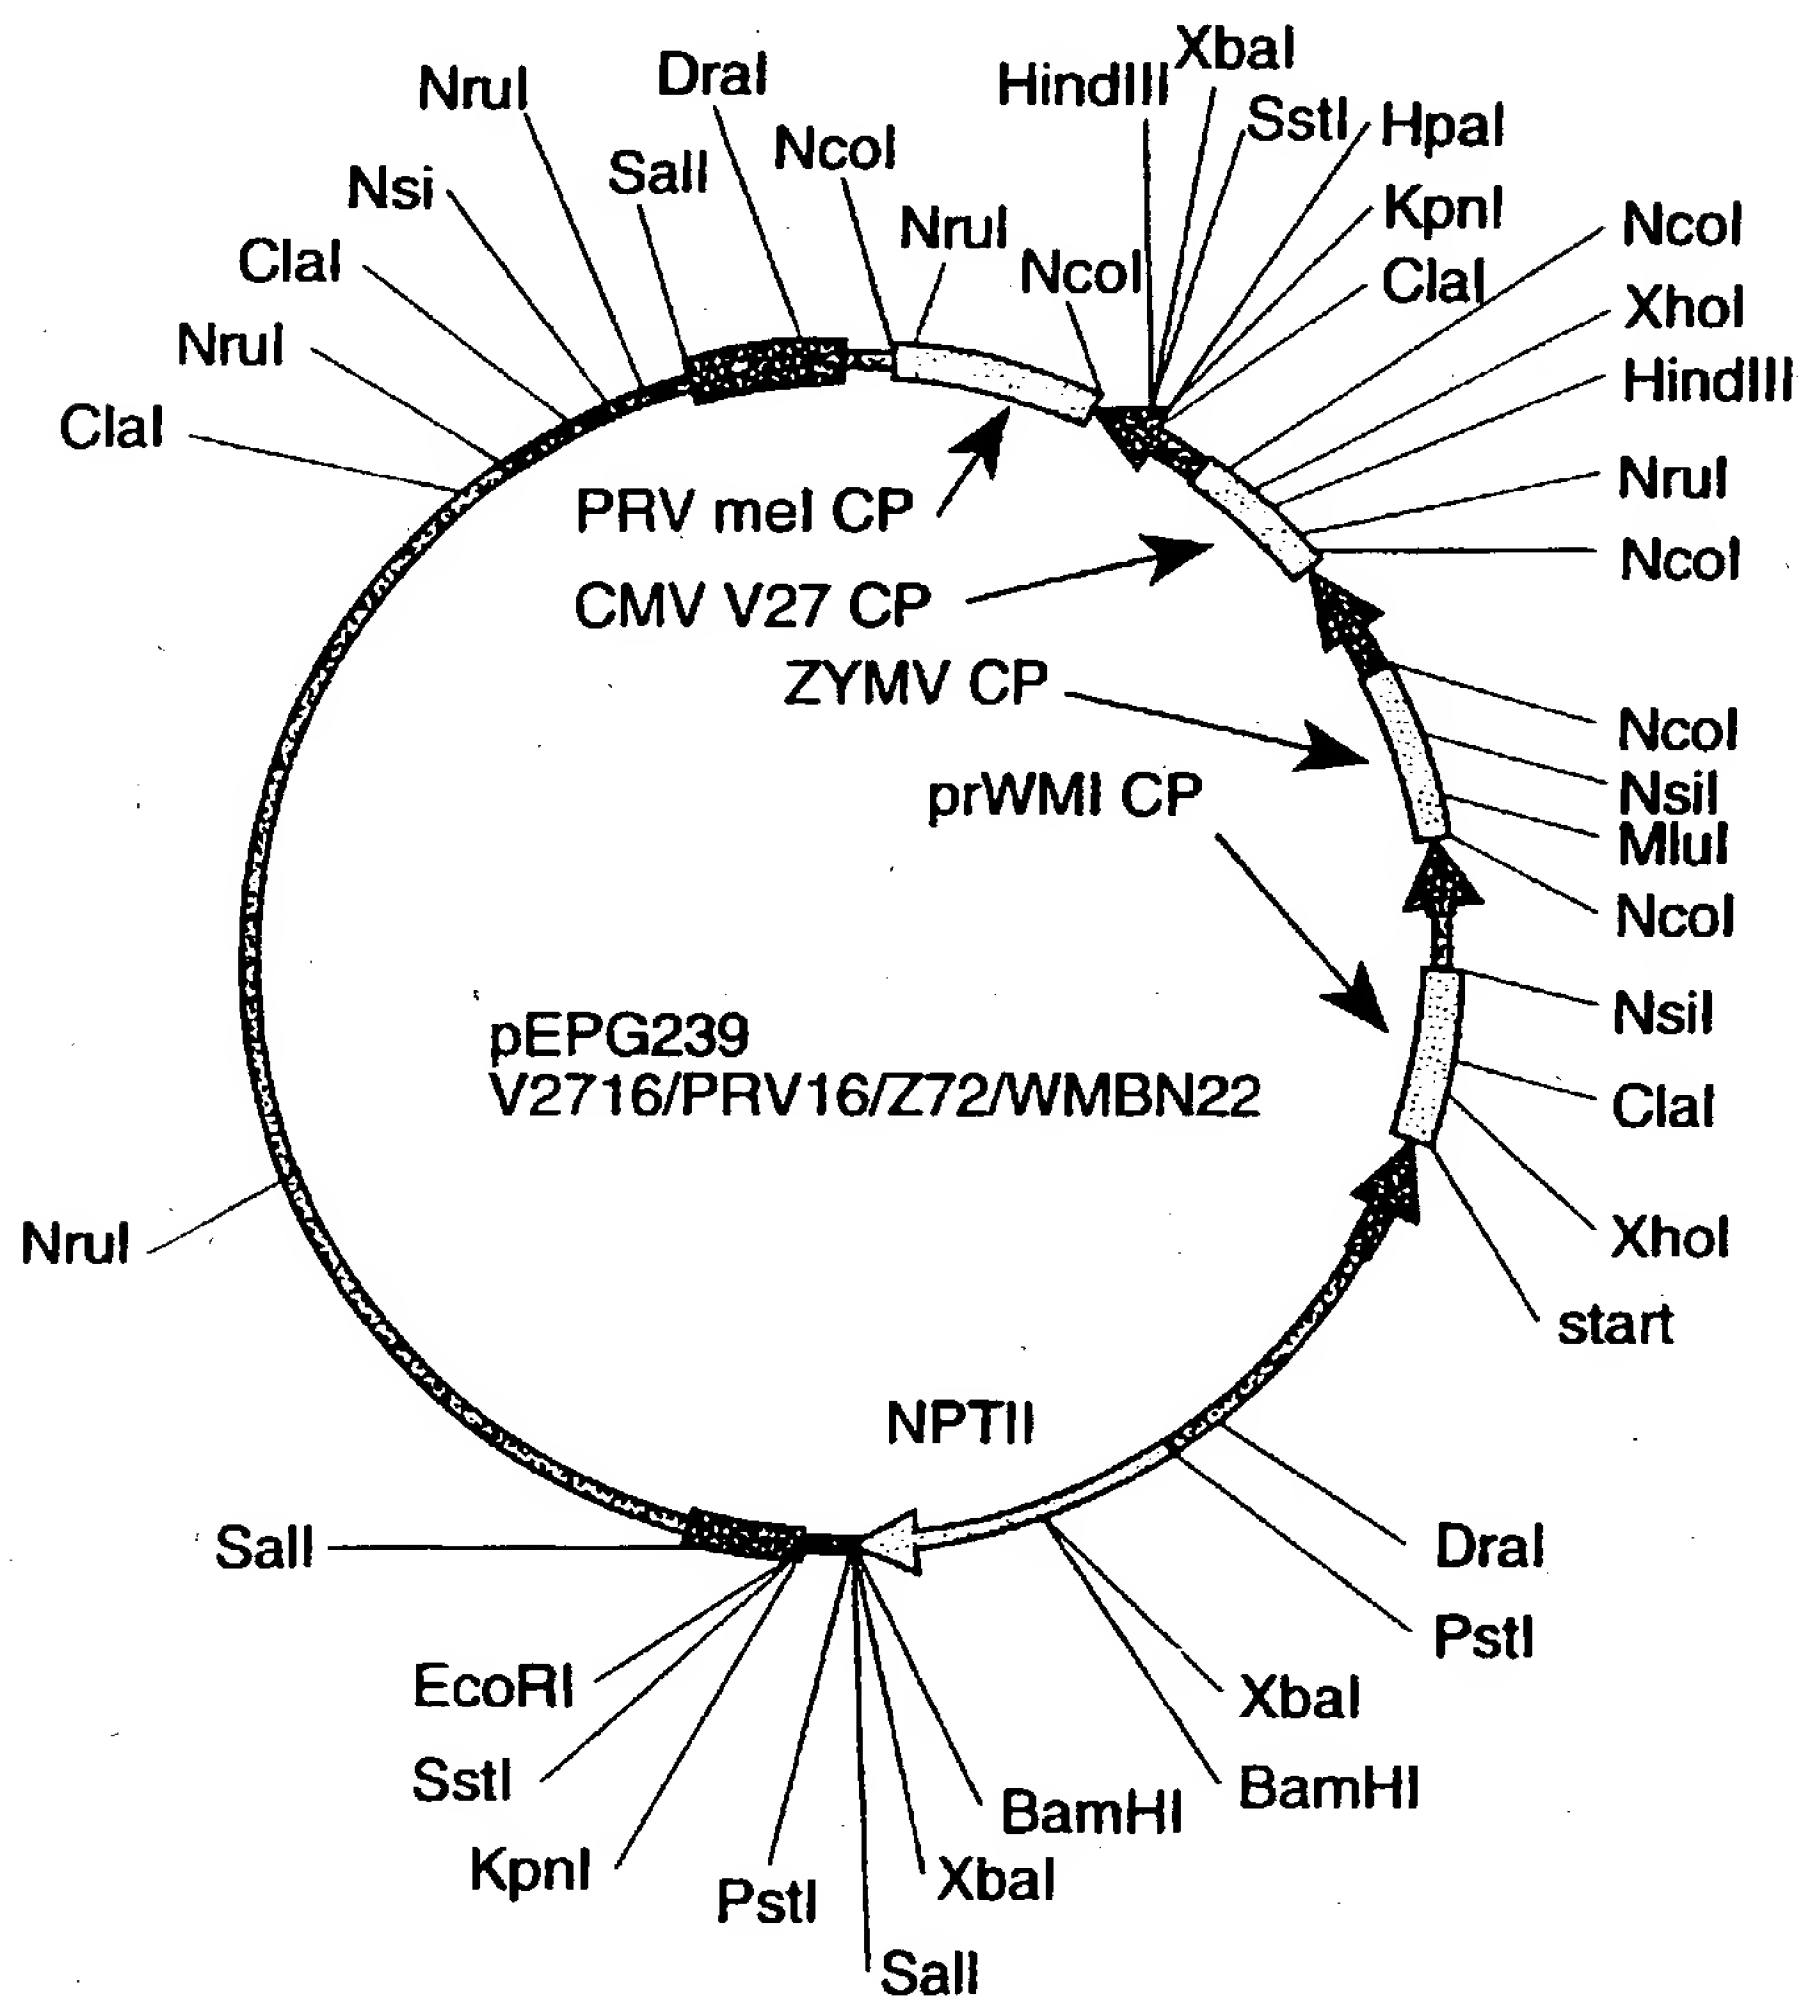 XbaI
HindIII
DraI
NruI
SstI
HpaI
NcoI
SalI
Nsi
KpnI
NcoI
NruI
ClaI
NcoI
ClaI
XhoI
NruI
HindIII
ClaI
NruI
PRV mel CP
NcoI
CMV V27 CP
ZYMV CP
NcoI
prWMI CP
NsiI
MluI
NcoI
NsiI
pEPG239
V2716/PRV16/Z72/WMBN22
ClaI
NruI
XhoI
start
NPTII
SalI
DraI
PstI
EcoRI
XbaI
SstI
BamHI
BamHI
KpnI
XbaI
PstI
SalI